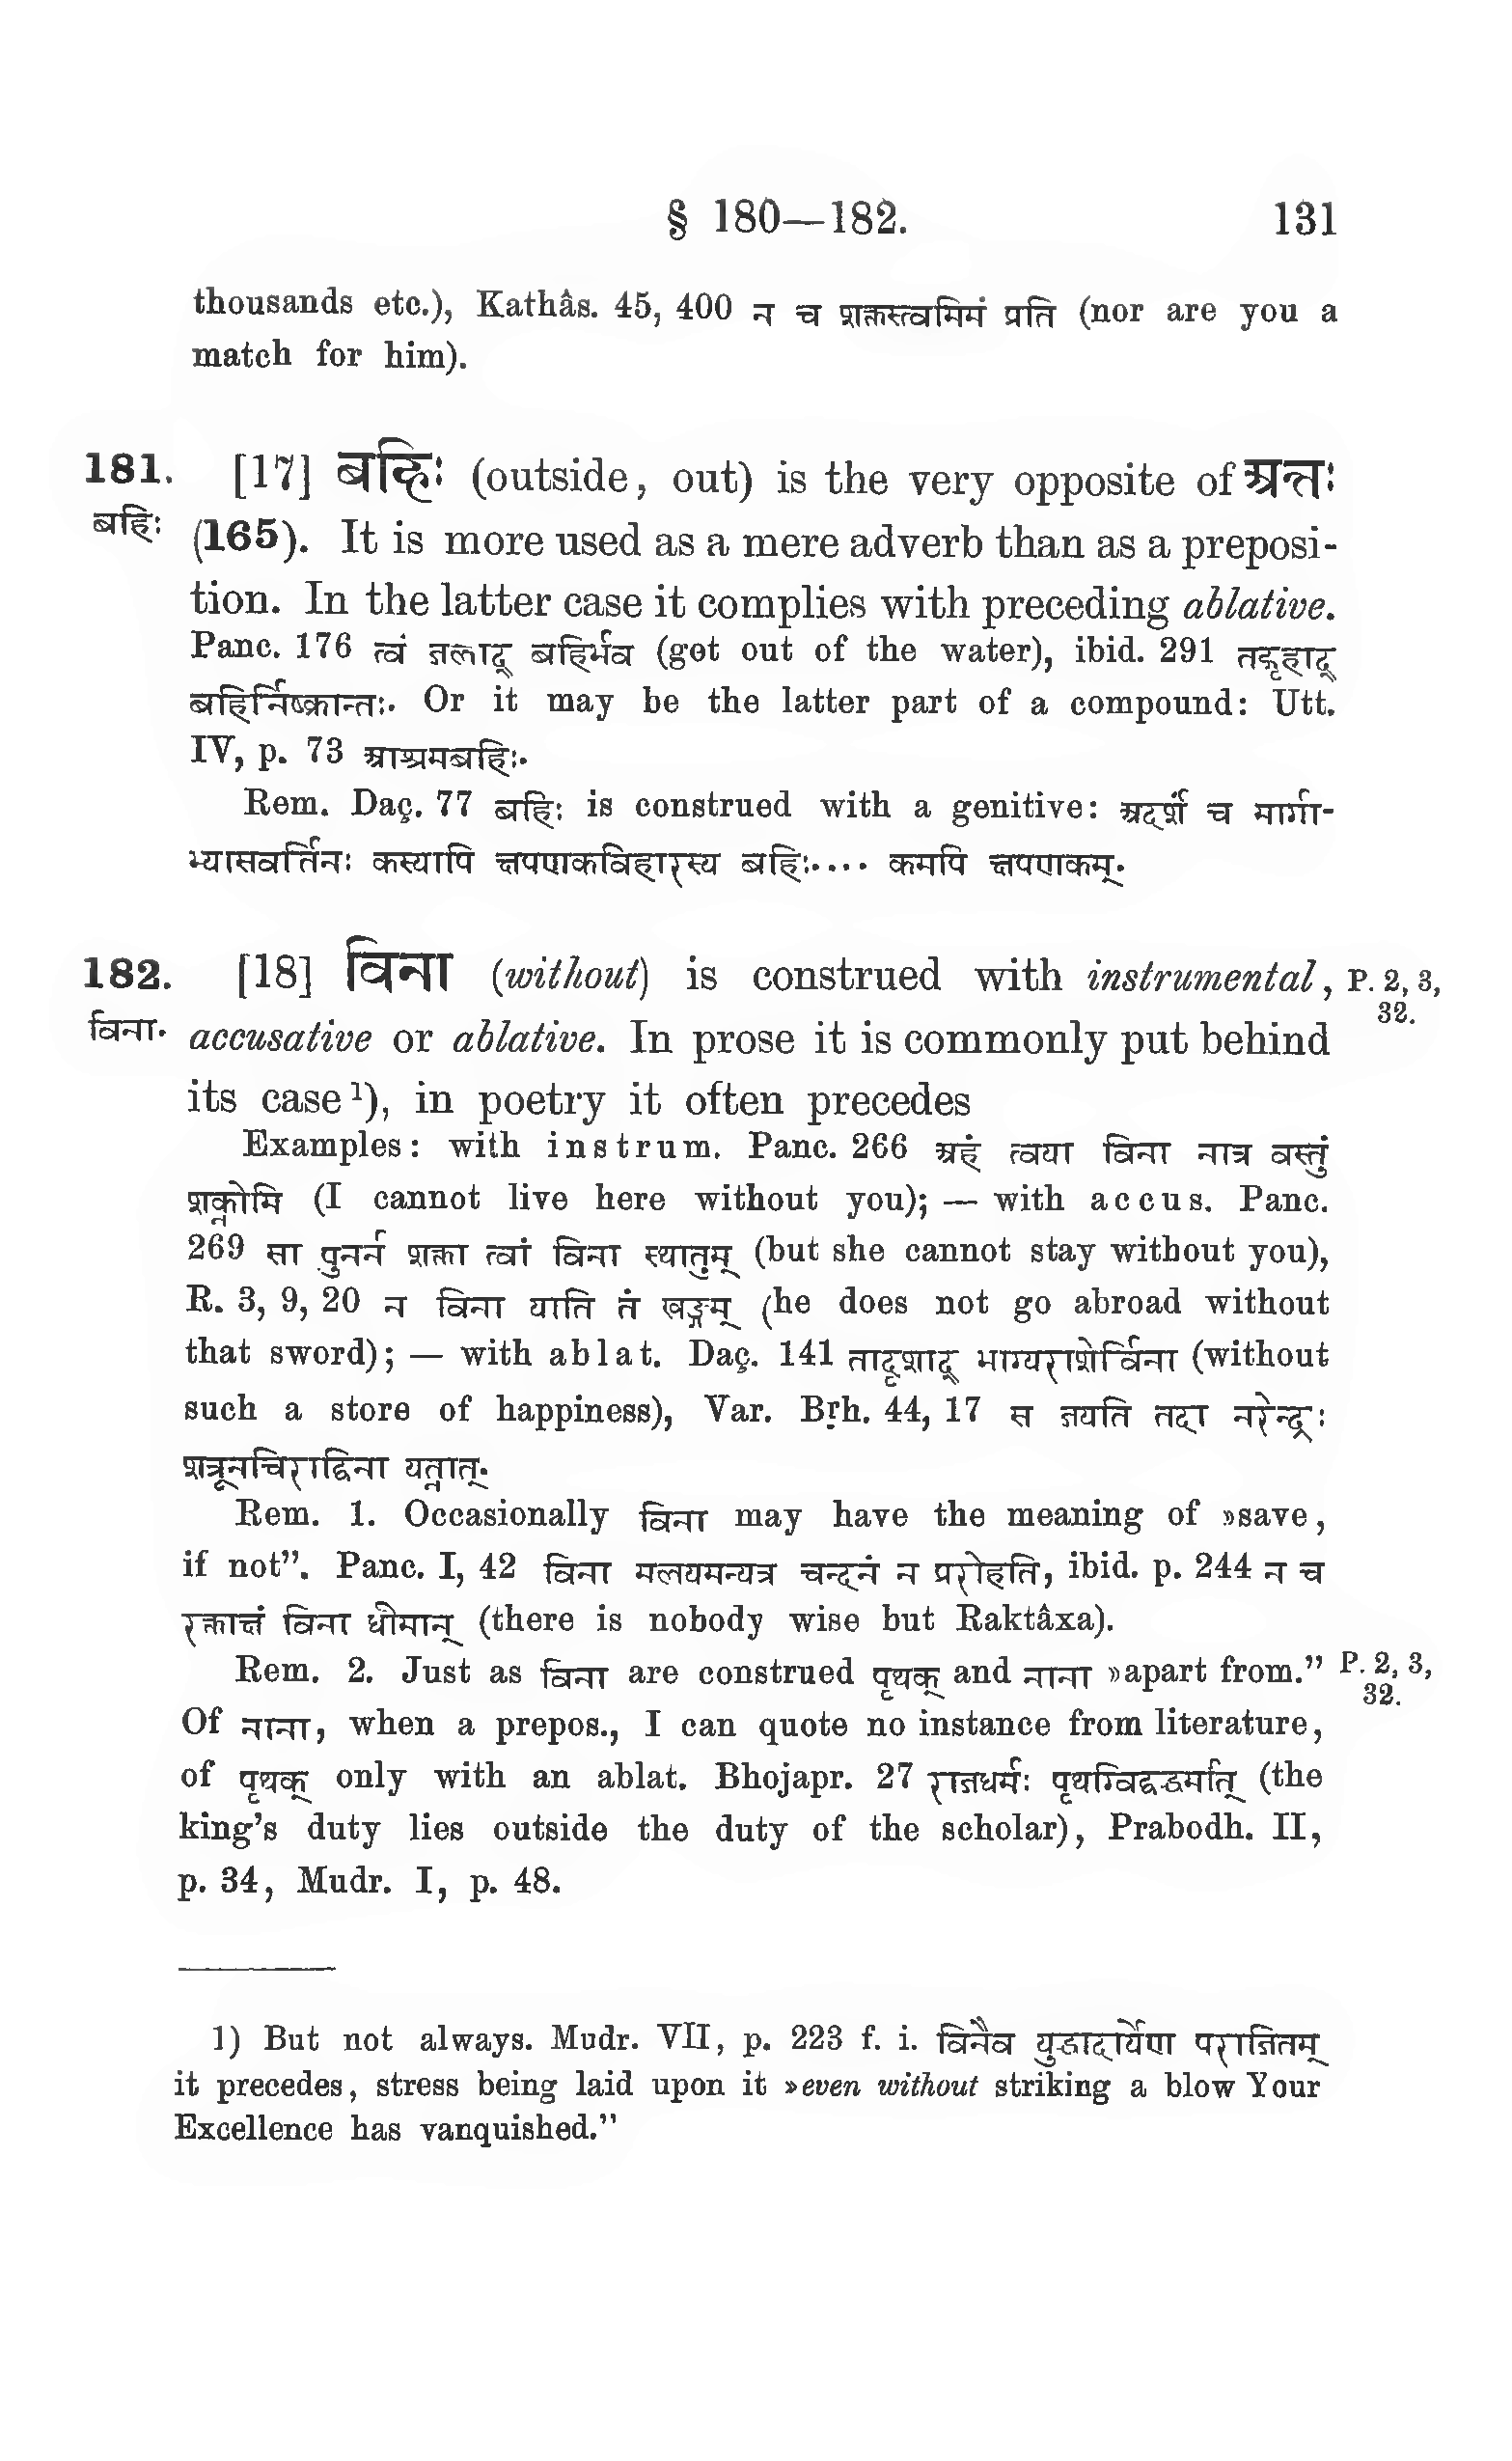 § 180—182. 131
thousands etc.), Kathâs. 45, 400 न च शक्तस्त्वमिमं प्रति (nor are you a
match for him).
181. [17] बहिः (outside, out) is the very opposite of अन्तः
बहिः (165). It is more used as a mere adverb than as a preposi-
tion. In the latter case it complies with preceding ablative.
Panc. 176 त्वं जलाद् बहिर्भव (get out of the water), ibid. 291 तद्गृहाद्
बहिर्निष्क्रान्तः. Or it may be the latter part of a compound: Utt.
IV, p. 73 आश्रमबहिः.
Rem. Daç. 77 बहिः is construed with a genitive: अदर्शं च मार्गा-
भ्यासवर्तिनः कस्यापि क्षपणकविहारस्य बहिः.... कमपि क्षपणकम्.
182. [18] विना (without) is construed with instrumental, P. 2, 3,
32.
विना. accusative or ablative. In prose it is commonly put behind
its case ¹), in poetry it often precedes
Examples: with instrum. Panc. 266 अहं त्वया विना नात्र वस्तुं
शक्नोमि (I cannot live here without you); — with accus. Panc.
269 सा पुनर्न शक्ता त्वां विना स्थातुम् (but she cannot stay without you),
R. 3, 9, 20 न विना याति तं खड्गम् (he does not go abroad without
that sword); — with ablat. Daç. 141 तादृशाद् भाग्यराशेर्विना (without
such a store of happiness), Var. Bṛh. 44, 17 स जयति तदा नरेन्द्रः
शत्रूनचिराद्विना यत्नात्.
Rem. 1. Occasionally विना may have the meaning of »save,
if not”. Panc. I, 42 विना मलयमन्यत्र चन्दनं न प्ररोहति, ibid. p. 244 न च
रक्ताक्षं विना धीमान् (there is nobody wise but Raktâxa).
Rem. 2. Just as विना are construed पृथक् and नाना »apart from.” P. 2, 3,
32.
Of नाना, when a prepos., I can quote no instance from literature,
of पृथक् only with an ablat. Bhojapr. 27 राजधर्मः पृथग्विद्वद्धर्मात् (the
king’s duty lies outside the duty of the scholar), Prabodh. II,
p. 34, Mudr. I, p. 48.
1) But not always. Mudr. VII, p. 223 f. i. विनैव युद्धादार्येण पराजितम्
it precedes, stress being laid upon it »even without striking a blow Your
Excellence has vanquished.”